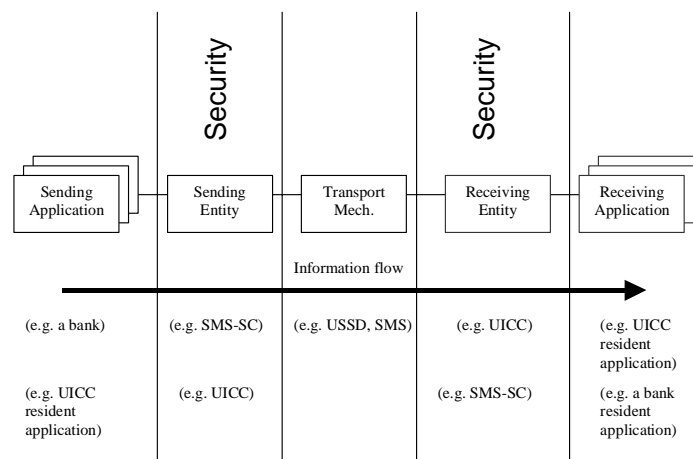 Security
Security
Sending
Application
Sending
Entity
Transport
Mech.
Receiving
Entity
Receiving
Application
Information flow
(e.g. a bank)
(e.g. SMS-SC)
(e.g. USSD, SMS)
(e.g. UICC)
(e.g. UICC
resident
application)
(e.g. UICC
resident
application)
(e.g. UICC)
(e.g. SMS-SC)
(e.g. a bank
resident
application)